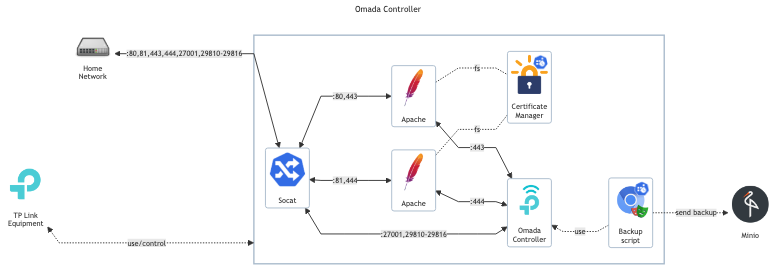 Omada Controller
:80,81,443,444,27001,29810-29816
Home
Network
fs
Certificate
Manager
:80,443
Apache
fs
:443
Socat
:81,444
Apache
:444
TP Link
Equipment
Omada
Controller
Backup
script
send backup
Minio
:27001,29810-29816
use
use/control